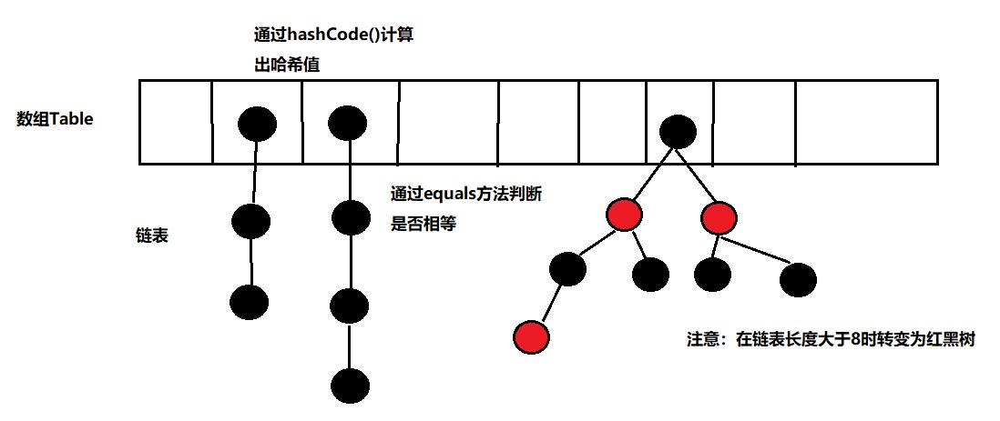 通过hashCode()计算
出哈希值
数组Table
通过equals方法判断
是否相等
链表
注意：在链表长度大于8时转变为红黑树